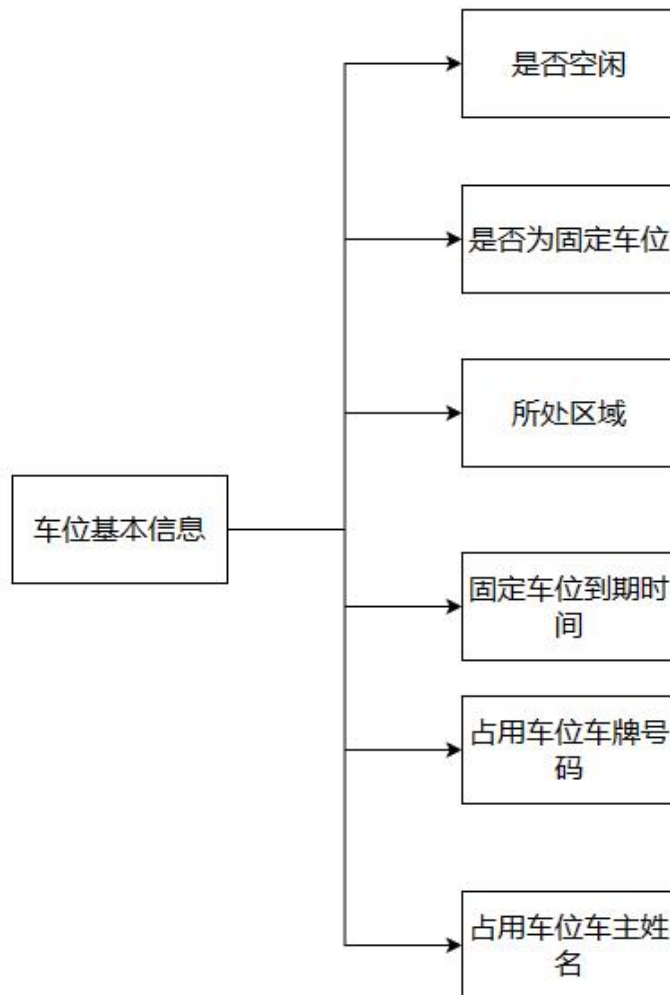 是否空闲
是否为固定车位
所处区域
车位基本信息
固定车位到期时
间
占用车位车牌号
码
占用车位车主姓
名